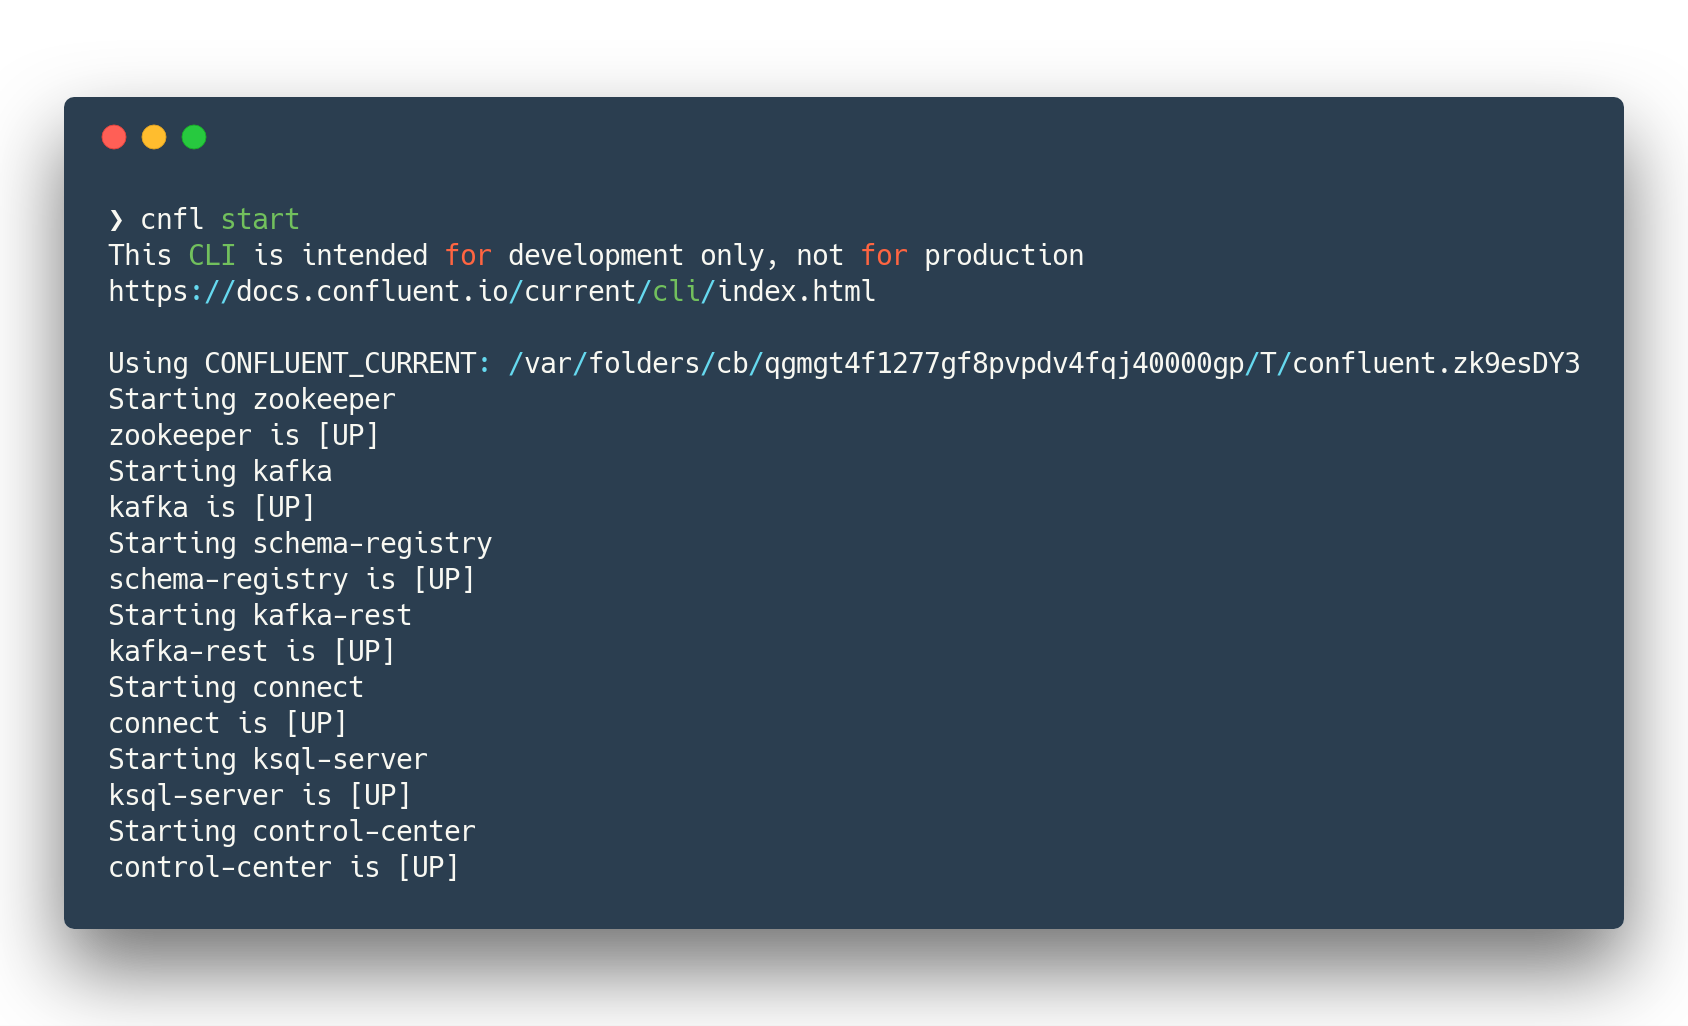 ❯ cnfl start
This CLI is intended for development only, not for production
https://docs.confluent.io/current/cli/index.html
Using CONFLUENT_CURRENT: /var/folders/cb/qgmgt4f1277gf8pvpdv4fqj40000gp/T/confluent.zk9esDY3
Starting zookeeper
zookeeper is [UP]
Starting kafka
kafka is [UP]
Starting schema-registry
schema-registry is [UP]
Starting kafka-rest
kafka-rest is [UP]
Starting connect
connect is [UP]
Starting ksql-server
ksql-server is [UP]
Starting control-center
control-center is [UP]